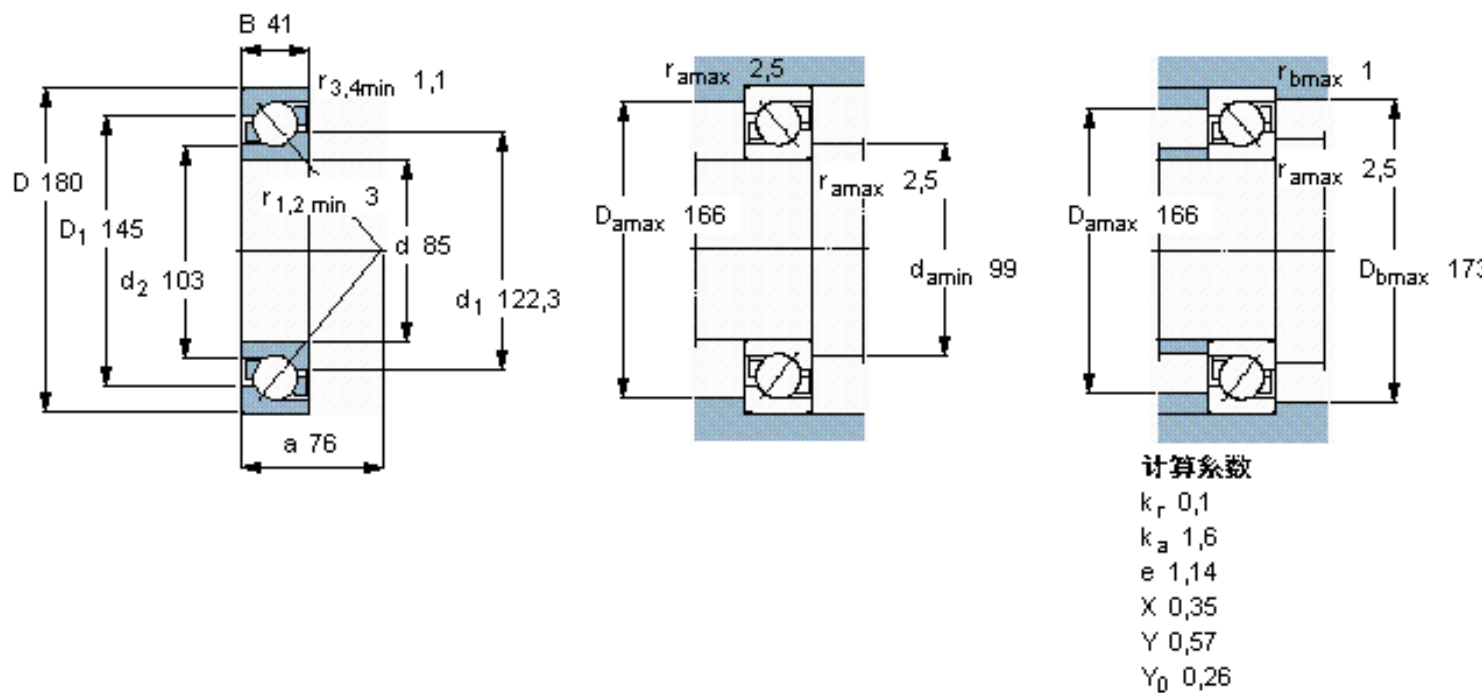 B 41
r3,4min 1,1
D 180
D1 145
r1,2 min 3
d 85
d2 103
d1 122,3
a 76
ramax 2,5
ramax 2,5
Damax 166
damin 99
rbmax 1
ramax 2,5
Damax 166
Dbmax 173
计算系数
kr 0,1
ka 1,6
e 1,14
X 0,35
Y 0,57
Y0 0,26